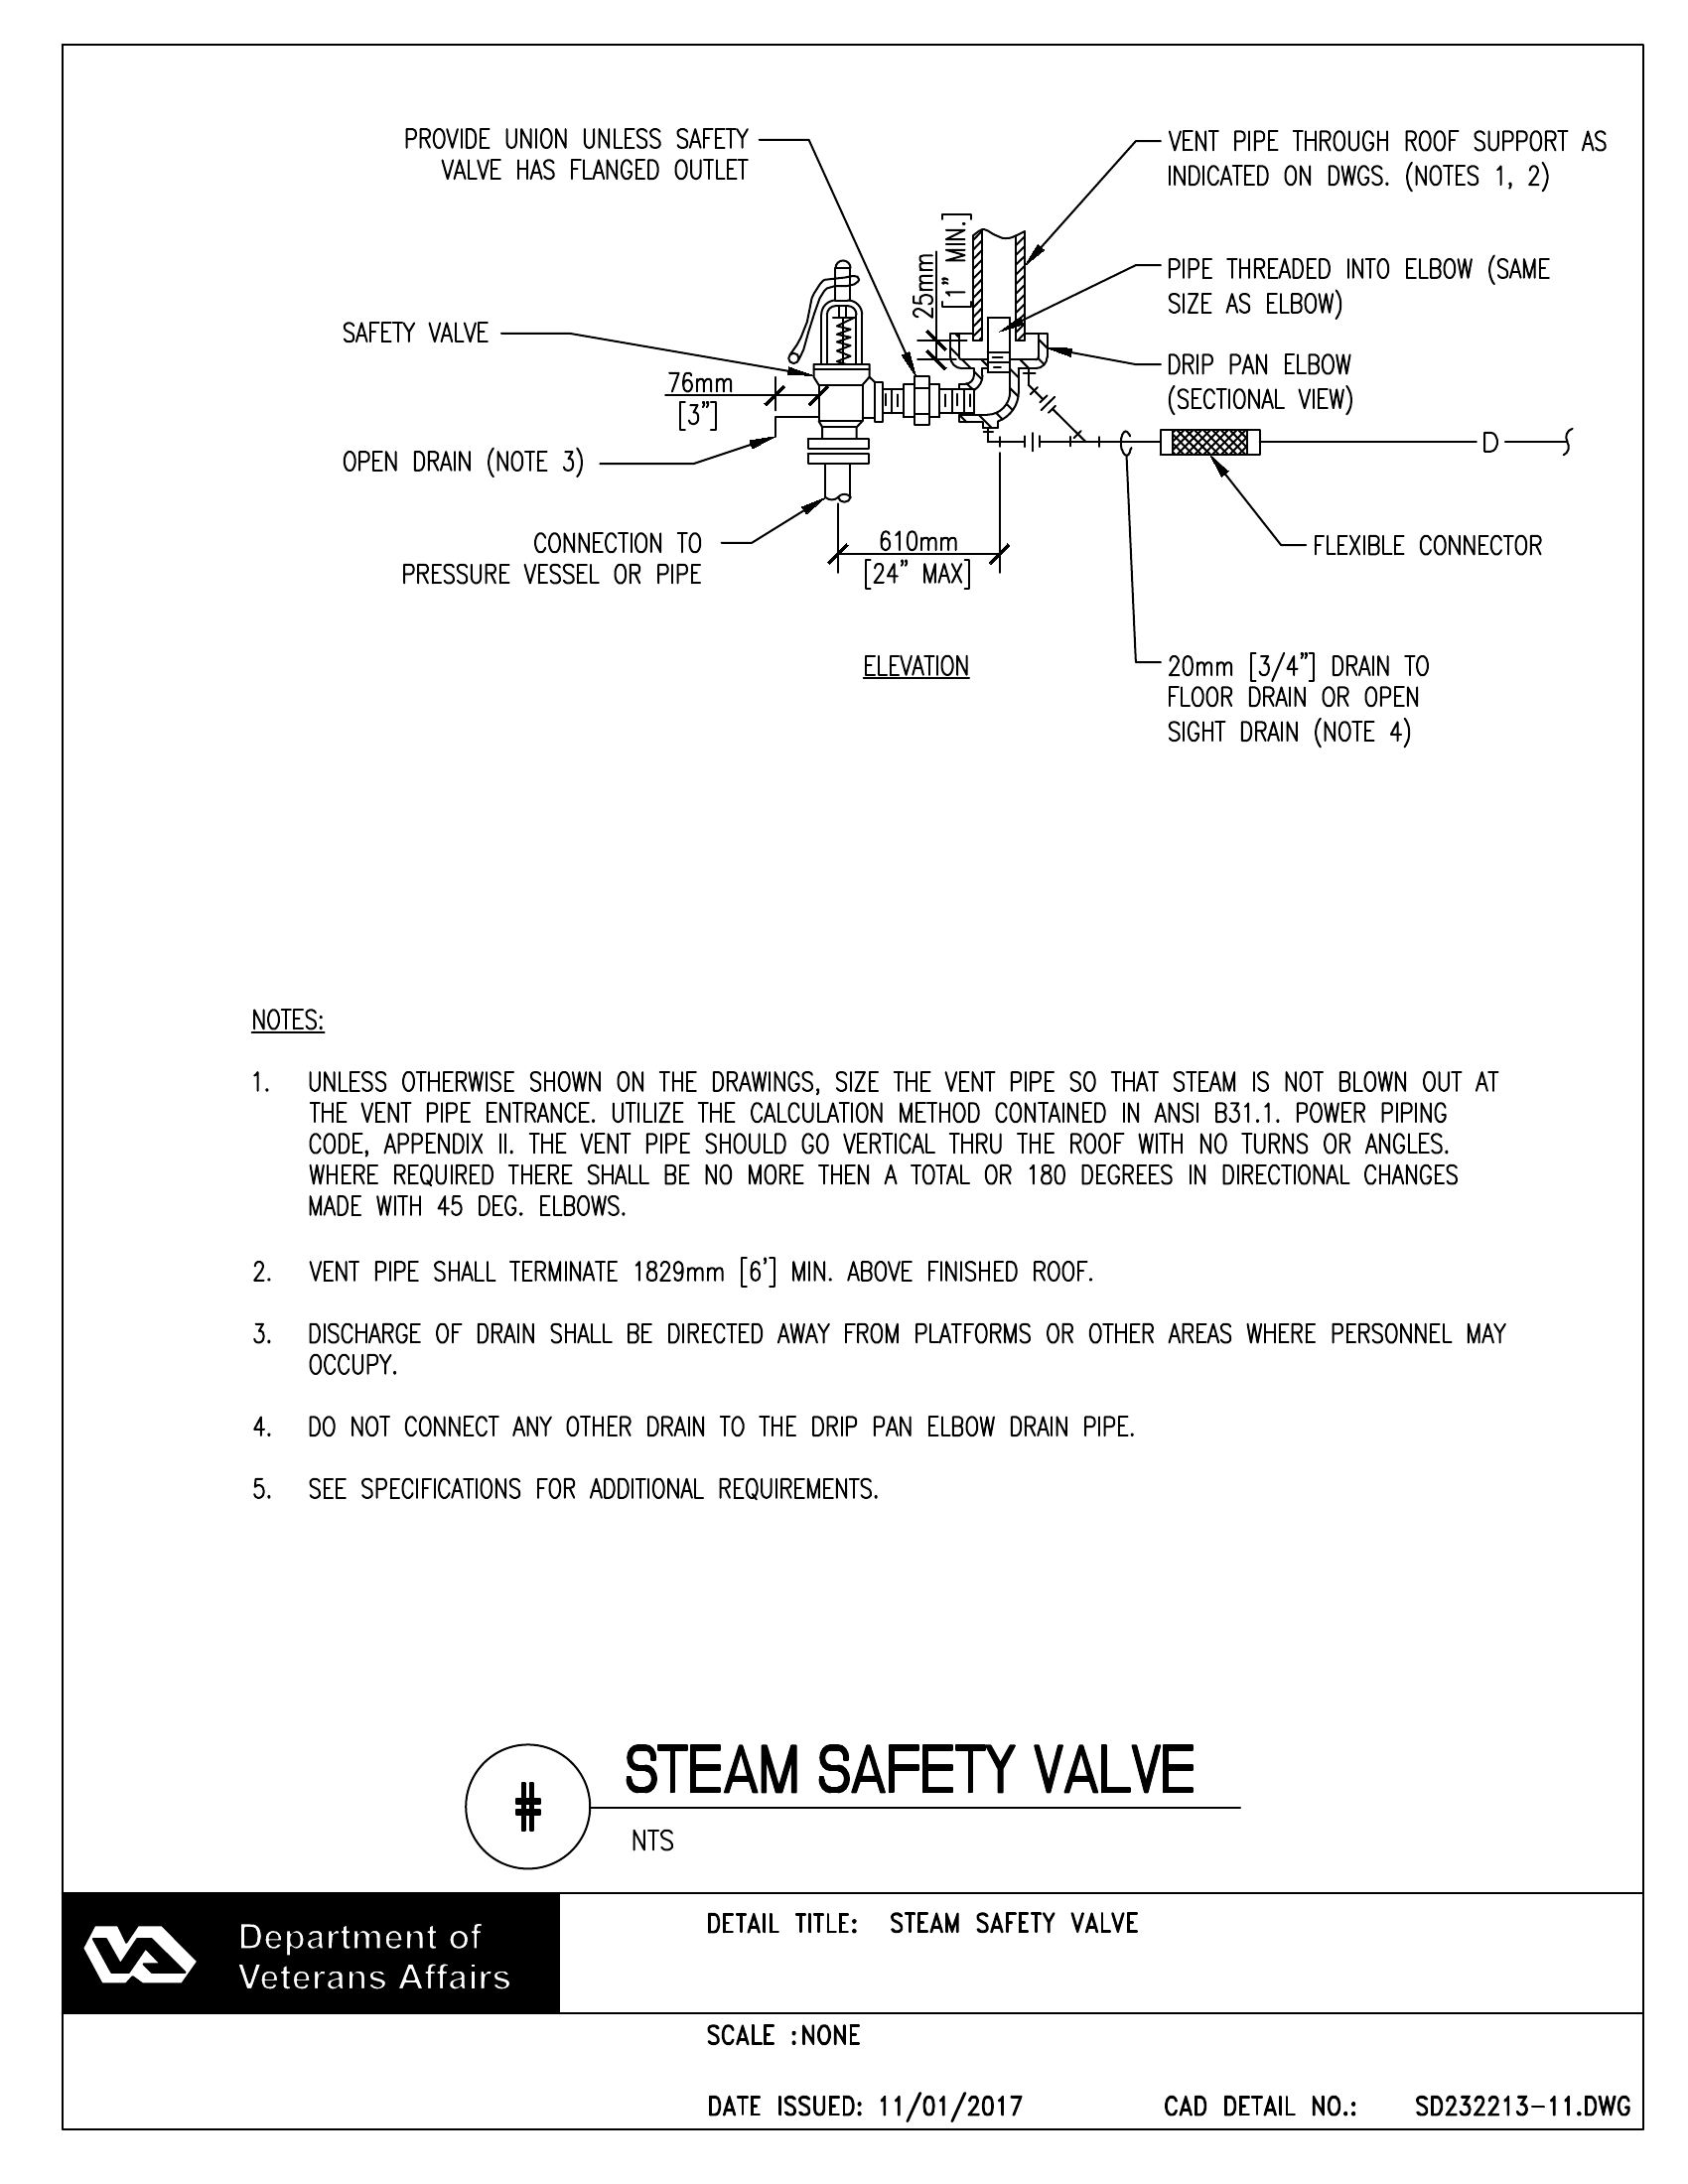 PROVIDE UNION UNLESS SAFETY
VALVE HAS FLANGED OUTLET
VENT PIPE THROUGH ROOF SUPPORT AS
INDICATED ON DWGS. (NOTES 1, 2)
25mm
[1" MIN.]
PIPE THREADED INTO ELBOW (SAME
SIZE AS ELBOW)
SAFETY VALVE
DRIP PAN ELBOW
(SECTIONAL VIEW)
76mm
[3"]
OPEN DRAIN (NOTE 3)
D
CONNECTION TO
PRESSURE VESSEL OR PIPE
610mm
[24" MAX]
FLEXIBLE CONNECTOR
ELEVATION
20mm [3/4"] DRAIN TO
FLOOR DRAIN OR OPEN
SIGHT DRAIN (NOTE 4)
NOTES:
1. UNLESS OTHERWISE SHOWN ON THE DRAWINGS, SIZE THE VENT PIPE SO THAT STEAM IS NOT BLOWN OUT AT
THE VENT PIPE ENTRANCE. UTILIZE THE CALCULATION METHOD CONTAINED IN ANSI B31.1. POWER PIPING
CODE, APPENDIX II. THE VENT PIPE SHOULD GO VERTICAL THRU THE ROOF WITH NO TURNS OR ANGLES.
WHERE REQUIRED THERE SHALL BE NO MORE THEN A TOTAL OR 180 DEGREES IN DIRECTIONAL CHANGES
MADE WITH 45 DEG. ELBOWS.
2. VENT PIPE SHALL TERMINATE 1829mm [6'] MIN. ABOVE FINISHED ROOF.
3. DISCHARGE OF DRAIN SHALL BE DIRECTED AWAY FROM PLATFORMS OR OTHER AREAS WHERE PERSONNEL MAY
OCCUPY.
4. DO NOT CONNECT ANY OTHER DRAIN TO THE DRIP PAN ELBOW DRAIN PIPE.
5. SEE SPECIFICATIONS FOR ADDITIONAL REQUIREMENTS.
#
STEAM SAFETY VALVE
NTS
Department of
Veterans Affairs
DETAIL TITLE: STEAM SAFETY VALVE
SCALE :NONE
DATE ISSUED: 11/01/2017
CAD DETAIL NO.: SD232213-11.DWG